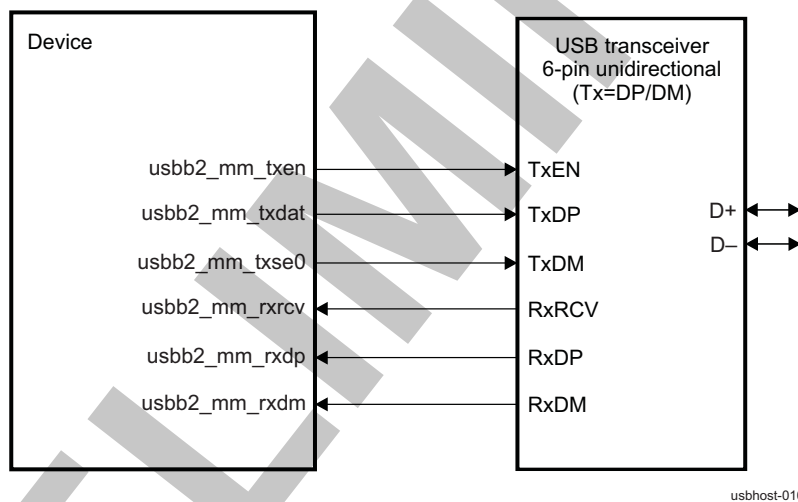 Device
USB transceiver
6-pin unidirectional
(Tx=DP/DM)
usbb2_mm_txen
TxEN
usbb2_mm_txdat
TxDP
D+
usbb2_mm_txse0
TxDM
D–
usbb2_mm_rxrcv
RxRCV
usbb2_mm_rxdp
RxDP
usbb2_mm_rxdm
RxDM